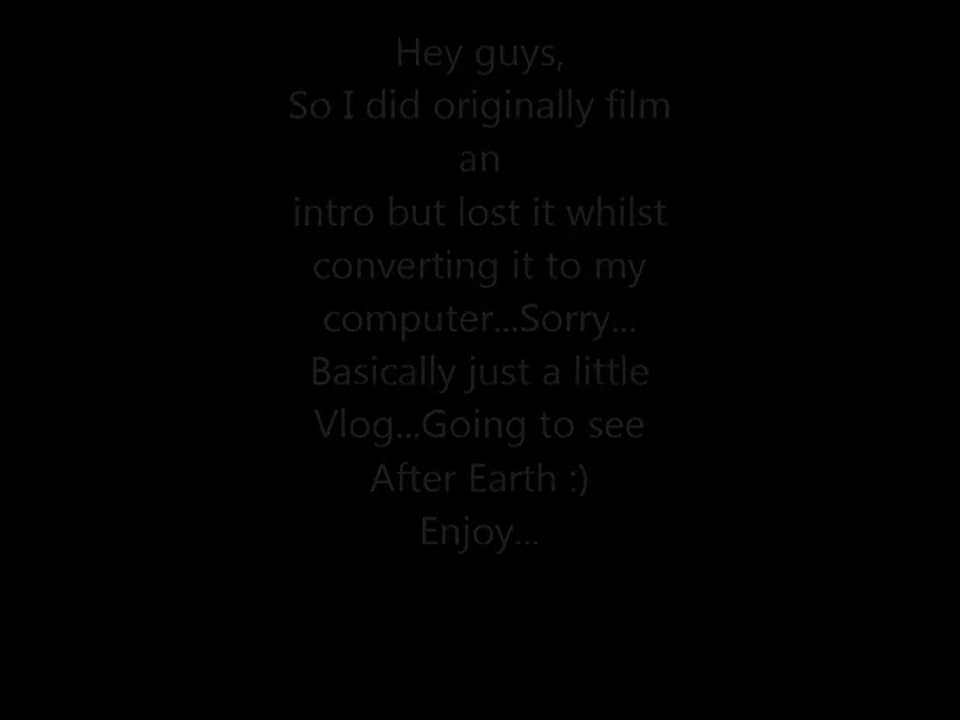 Hey guys,
So I did originally film
an
intro but lost it whilst
converting it to my
computer...Sorry...
Basically just a little
Vlog...Going to see
After Earth :)
Enjoy...